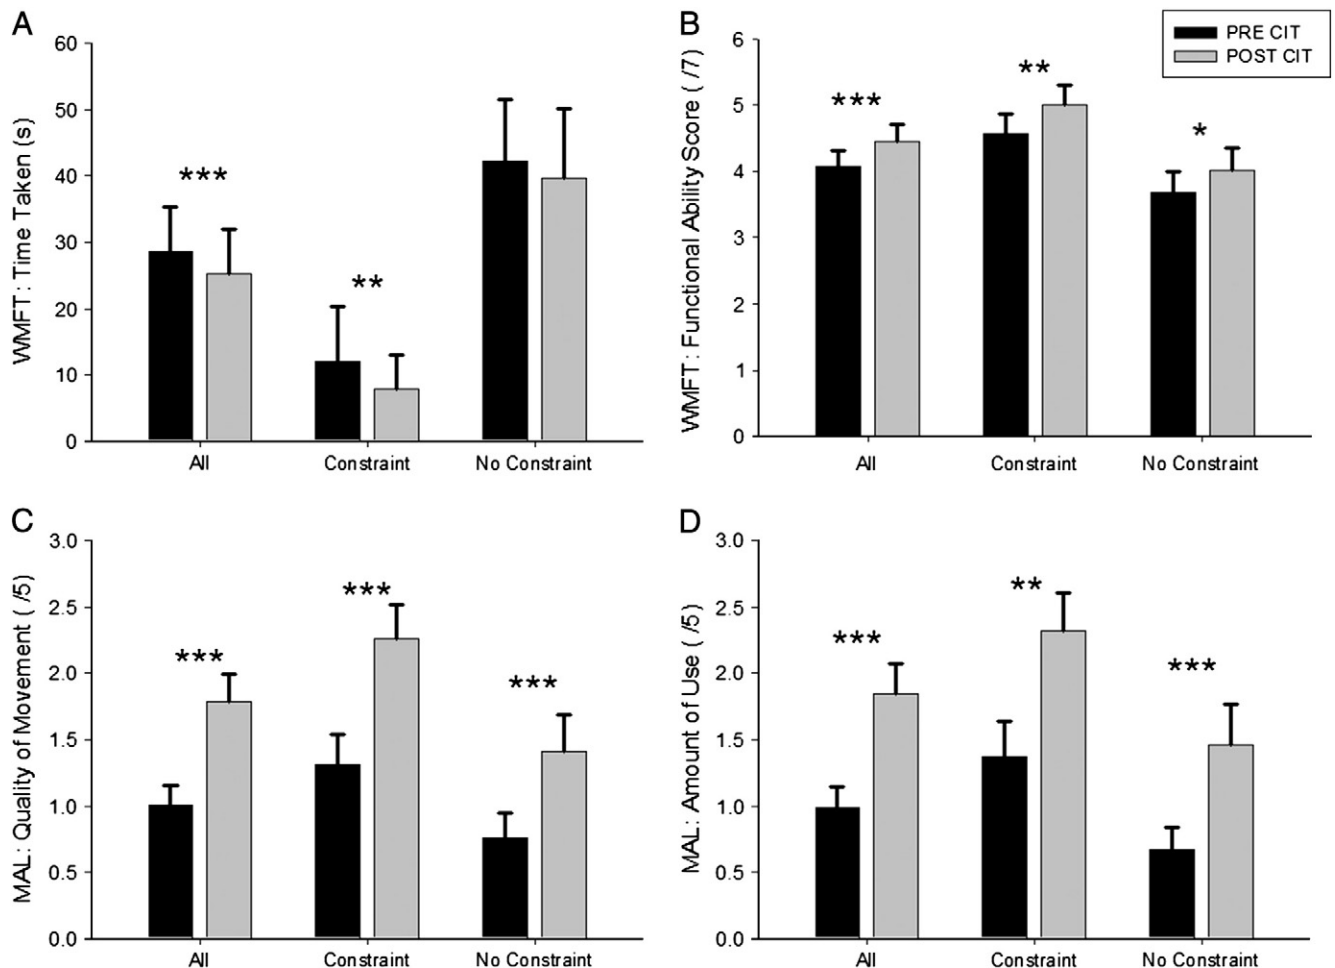 A
WMFT: Time Taken (s)
60
50
40
30
20
10
0
***
**
All
Constraint
No Constraint
B
WMFT: Functional Ability Score ( /7)
6
5
4
3
2
1
0
***
**
*
All
Constraint
No Constraint
PRE CIT
POST CIT
C
MAL: Quality of Movement ( /5)
3.0
2.5
2.0
1.5
1.0
0.5
0.0
***
***
***
All
Constraint
No Constraint
D
MAL: Amount of Use ( /5)
3.0
2.5
2.0
1.5
1.0
0.5
0.0
***
**
***
All
Constraint
No Constraint